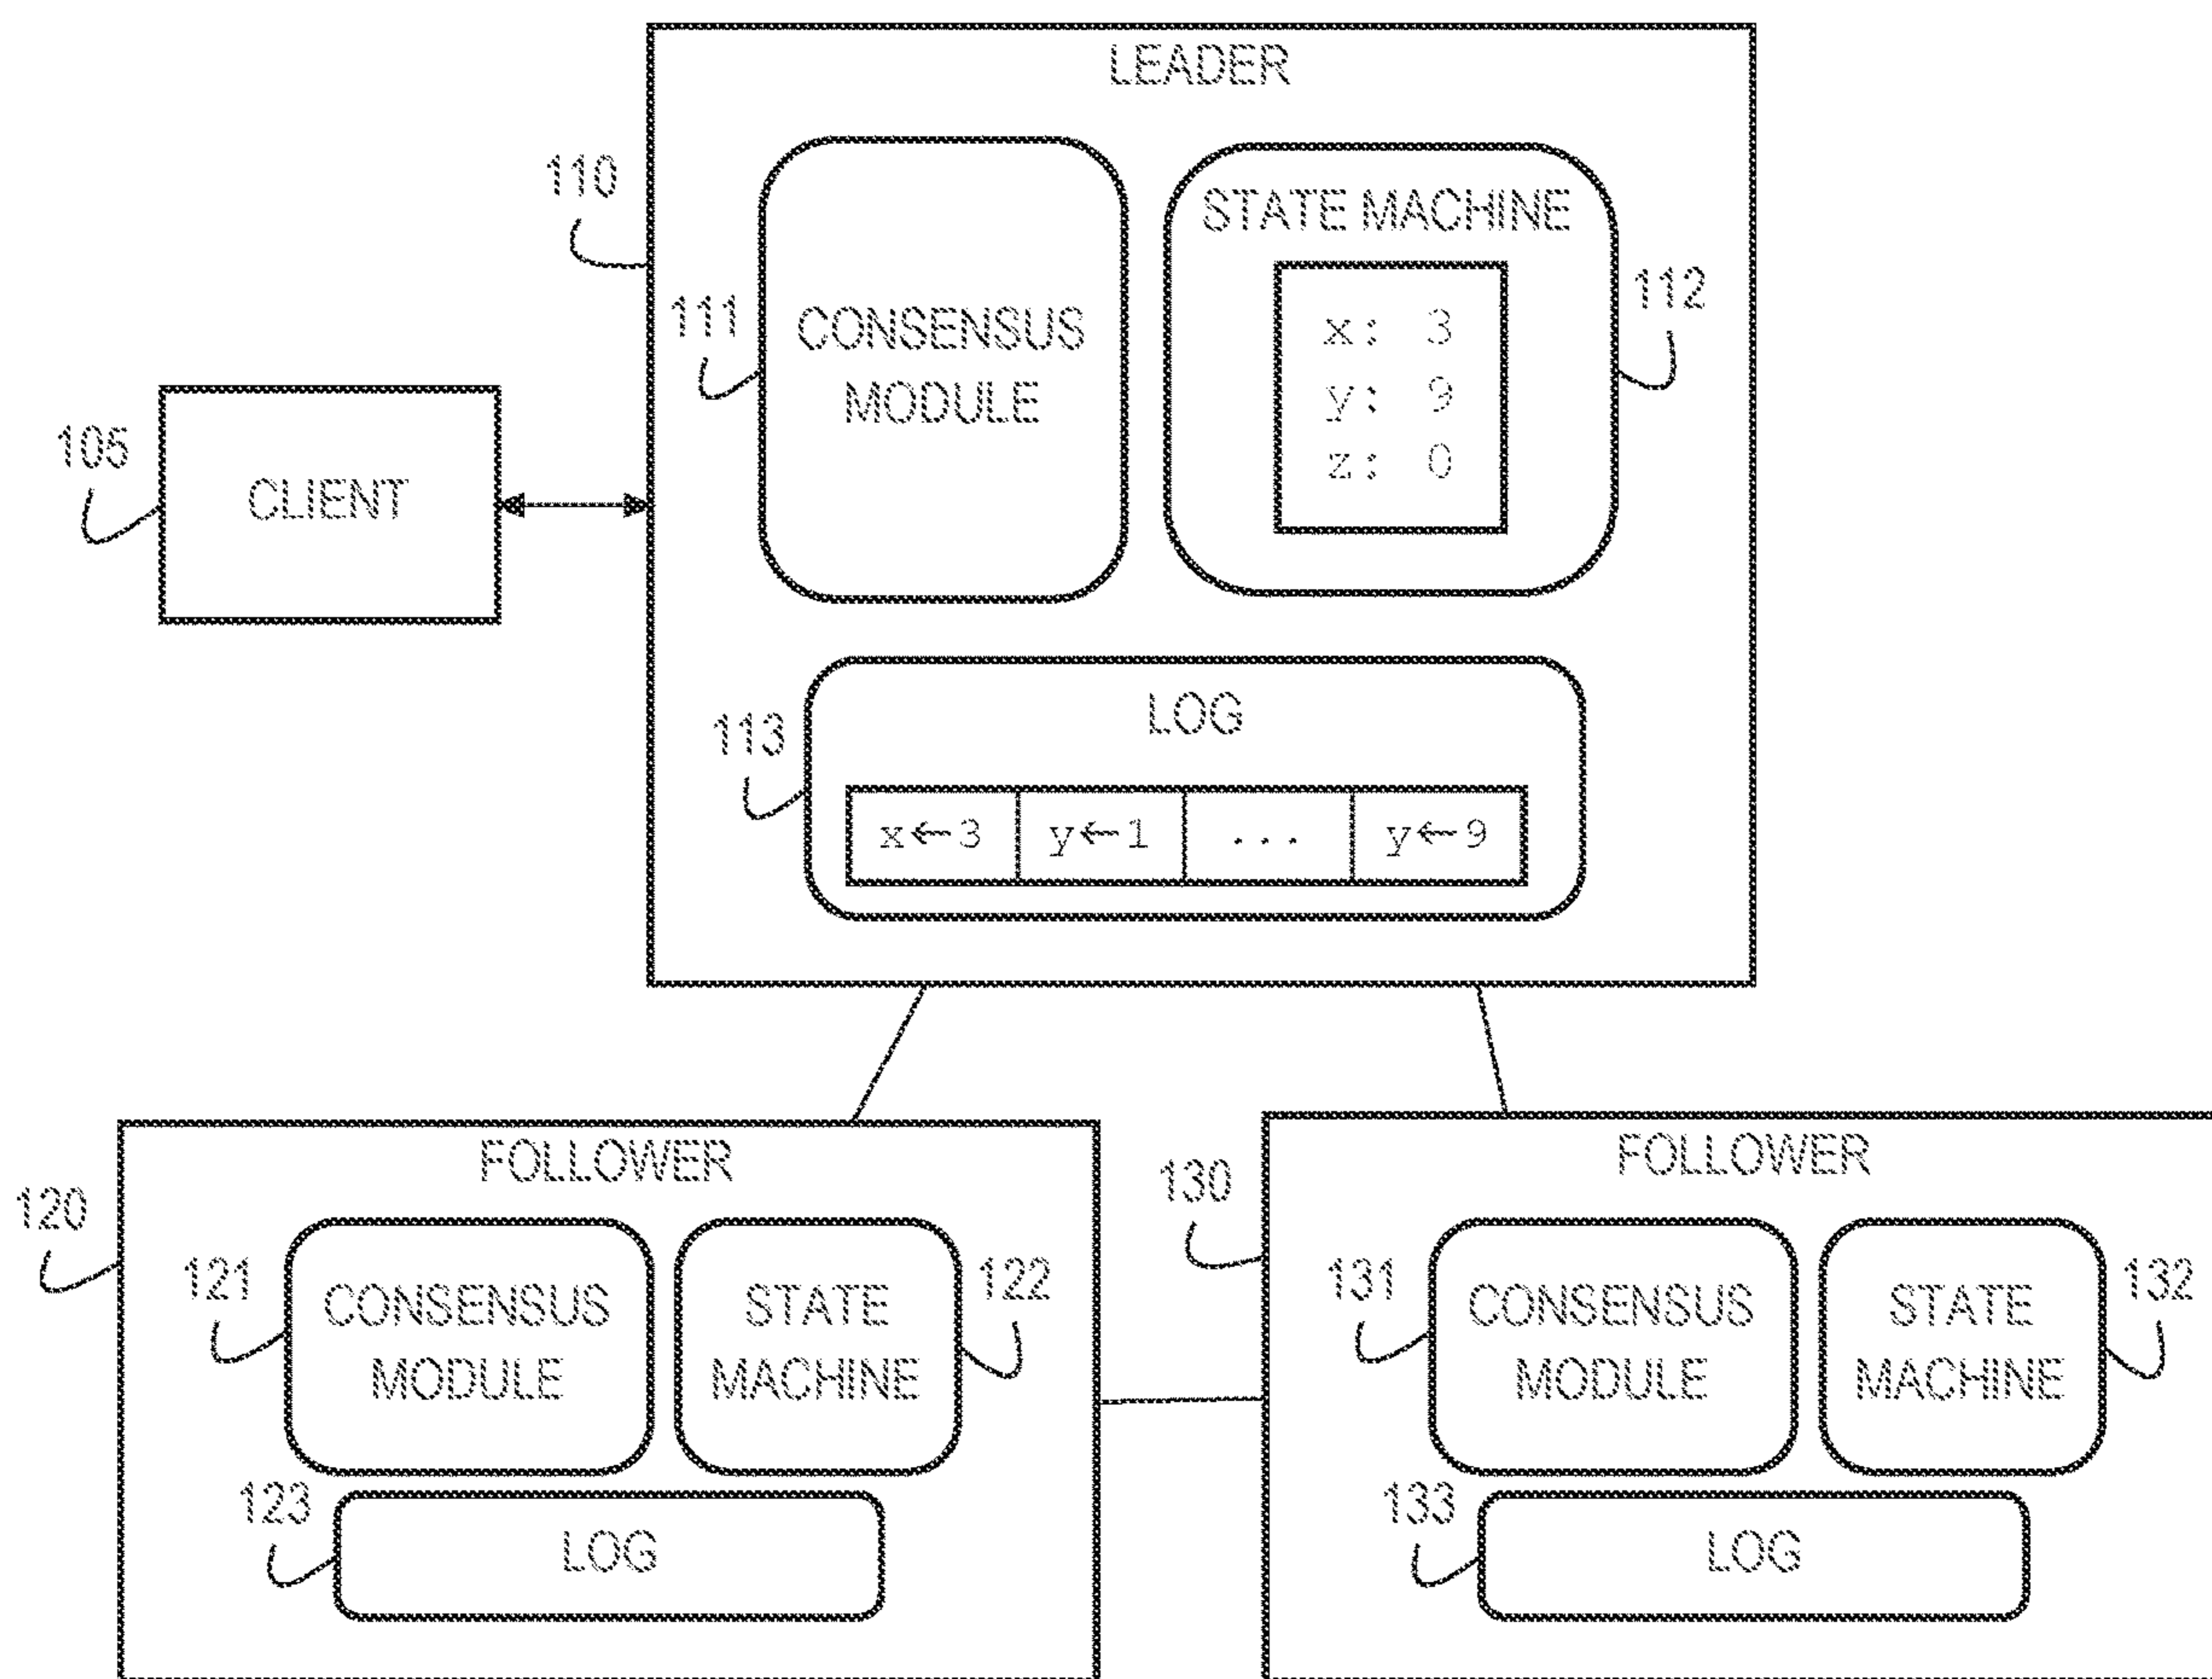 LEADER
110
111
CONSENSUS
MODULE
STATE MACHINE
x: 3
y: 9
z: 0
112
105
CLIENT
113
LOG
x←3 y←1 ... y←9
120
FOLLOWER
121
CONSENSUS
MODULE
STATE
MACHINE
122
123
LOG
130
FOLLOWER
131
CONSENSUS
MODULE
STATE
MACHINE
132
133
LOG